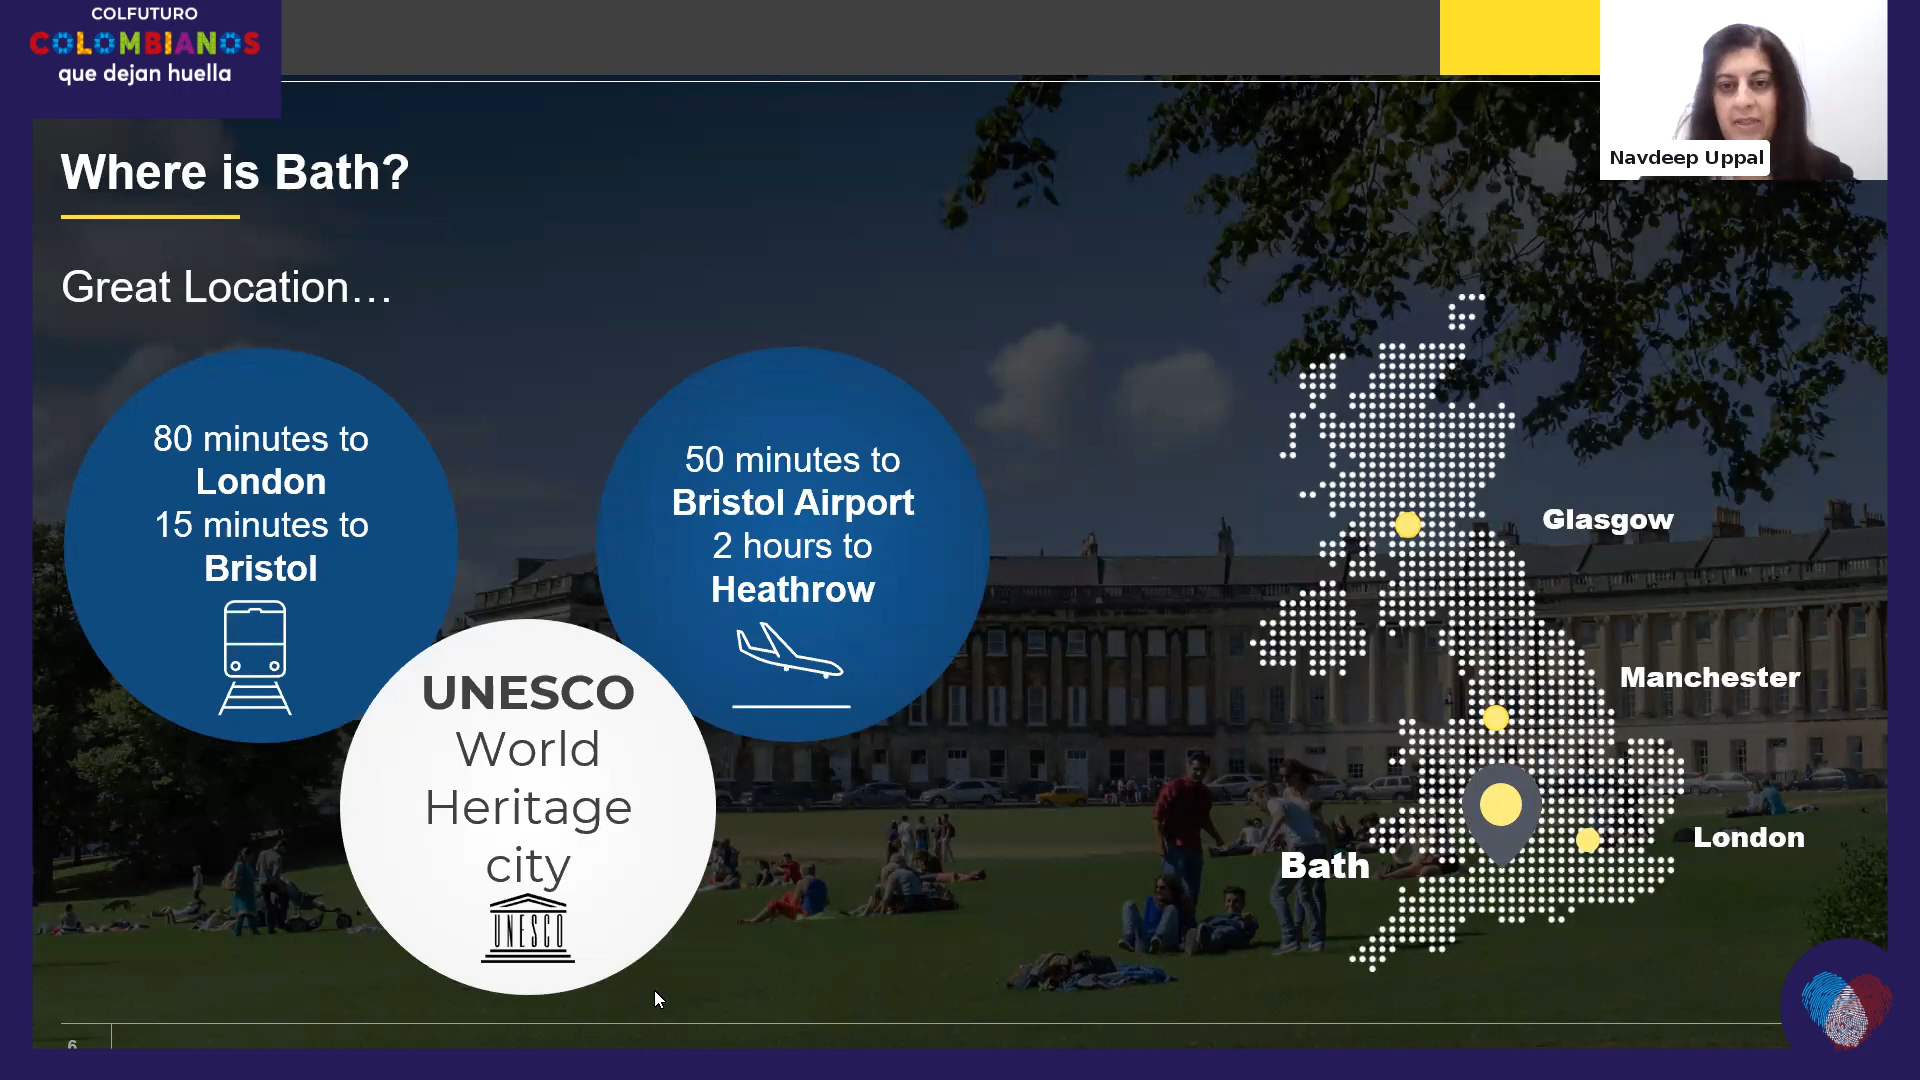 COLFUTURO
COLOMBIANOS
que dejan huella
Navdeep Uppal
Where is Bath?
Great Location…
80 minutes to
London
15 minutes to
Bristol
50 minutes to
Bristol Airport
2 hours to
Heathrow
UNESCO
World
Heritage
city
UNESCO
Glasgow
Manchester
London
Bath
6